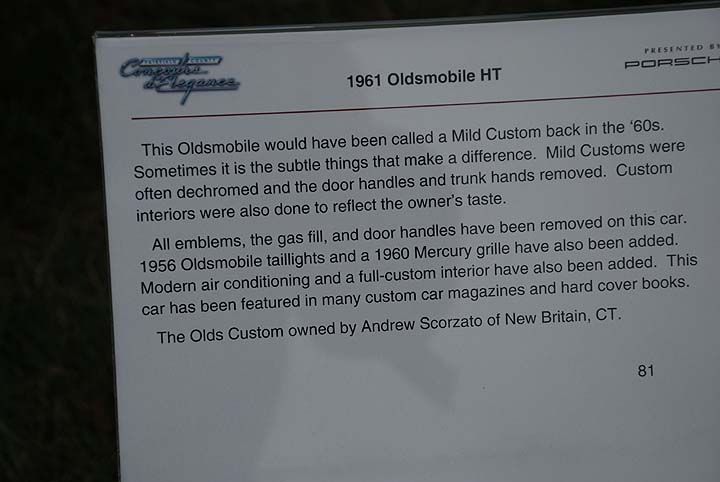 FAIRFIELD COUNTY
Concours
d'Elegance
PRESENTED BY
PORSCH
1961 Oldsmobile HT
This Oldsmobile would have been called a Mild Custom back in the ‘60s.
Sometimes it is the subtle things that make a difference. Mild Customs were
often dechromed and the door handles and trunk hands removed. Custom
interiors were also done to reflect the owner's taste.
All emblems, the gas fill, and door handles have been removed on this car.
1956 Oldsmobile taillights and a 1960 Mercury grille have also been added.
Modern air conditioning and a full-custom interior have also been added. This
car has been featured in many custom car magazines and hard cover books.
The Olds Custom owned by Andrew Scorzato of New Britain, CT.
81